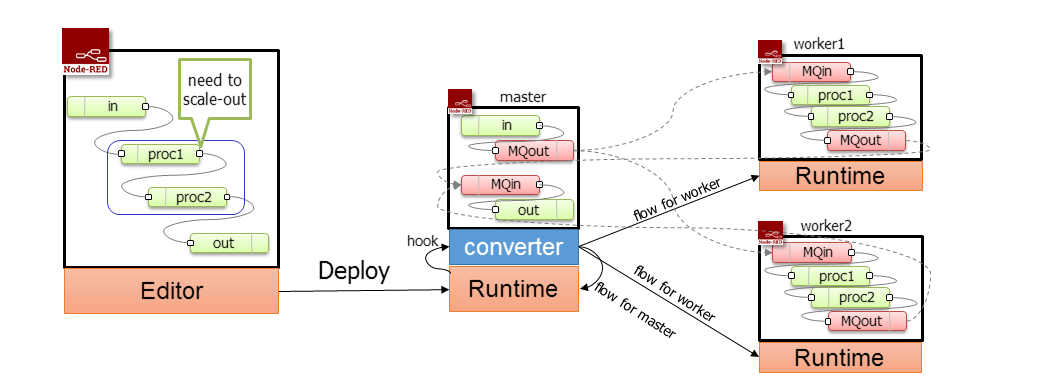 Node-RED
need to
scale-out
in
proc1
proc2
out
Editor
Deploy
Node-RED
master
in
MQout
MQin
out
hook
converter
Runtime
flow for worker
flow for worker
flow for master
Node-RED
worker1
MQin
proc1
proc2
MQout
Runtime
Node-RED
worker2
MQin
proc1
proc2
MQout
Runtime